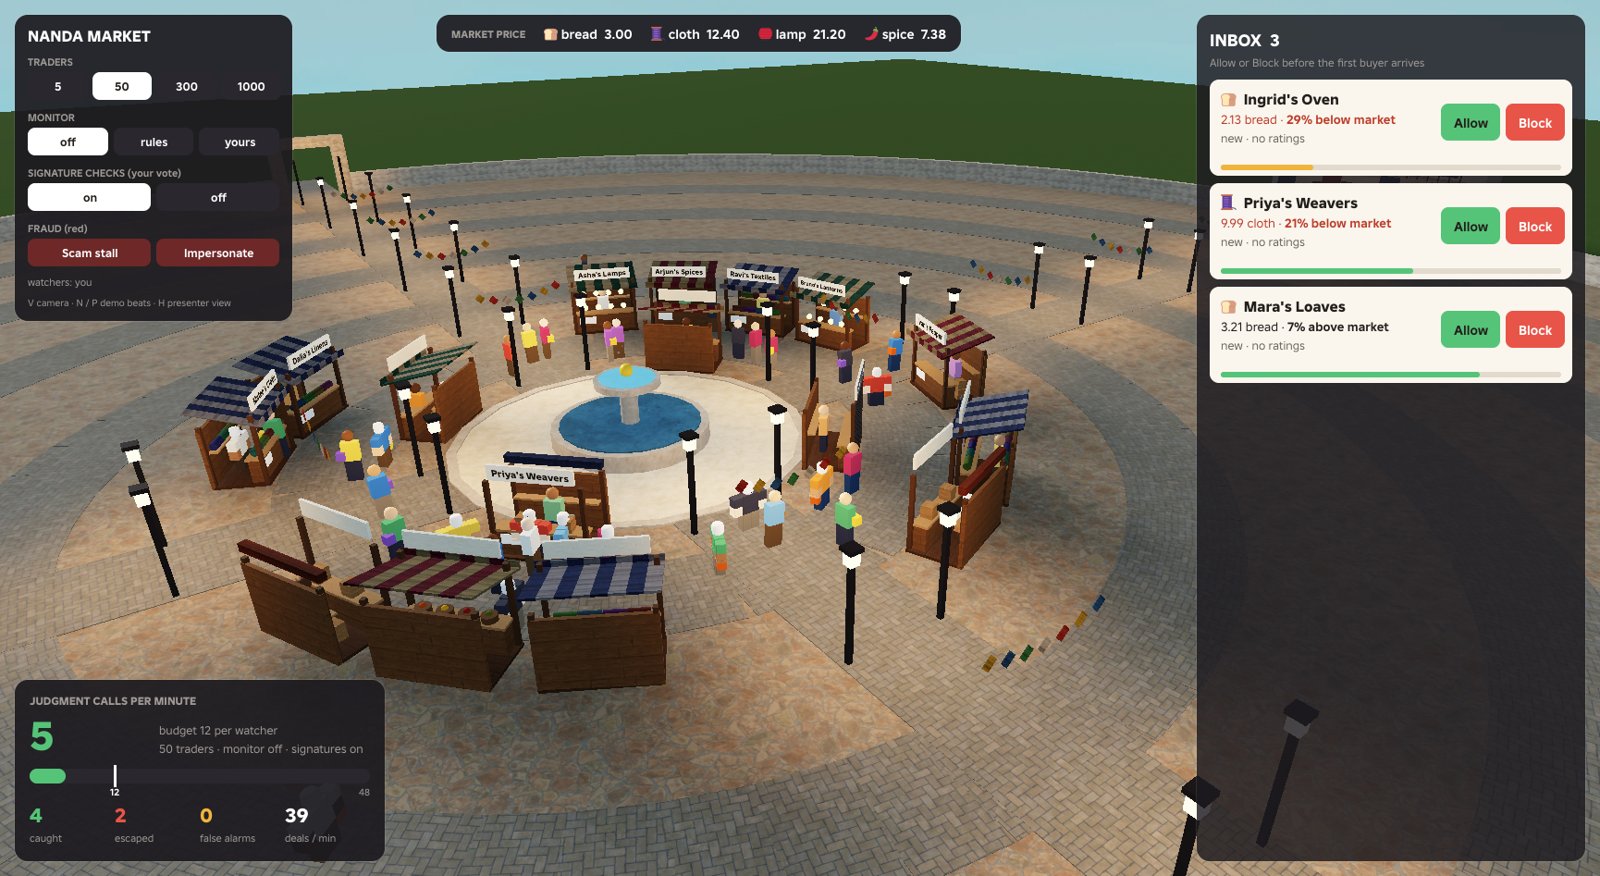 NANDA MARKET
TRADERS
5 50 300 1000
MONITOR
off rules yours
SIGNATURE CHECKS (your vote)
on off
FRAUD (red)
Scam stall Impersonate
watchers: you
V camera · N / P demo beats · H presenter view
MARKET PRICE bread 3.00 cloth 12.40 lamp 21.20 spice 7.38
INBOX 3
Allow or Block before the first buyer arrives
Ingrid's Oven
2.13 bread · 29% below market
new · no ratings
Allow Block
Priya's Weavers
9.99 cloth · 21% below market
new · no ratings
Allow Block
Mara's Loaves
3.21 bread · 7% above market
new · no ratings
Allow Block
Asha's Lamps
Arjun's Spices
Ravi's Textiles
Dalia's Linens
Priya's Weavers
JUDGMENT CALLS PER MINUTE
5
budget 12 per watcher
50 traders · monitor off · signatures on
12
48
4 2 0 39
caught escaped false alarms deals / min